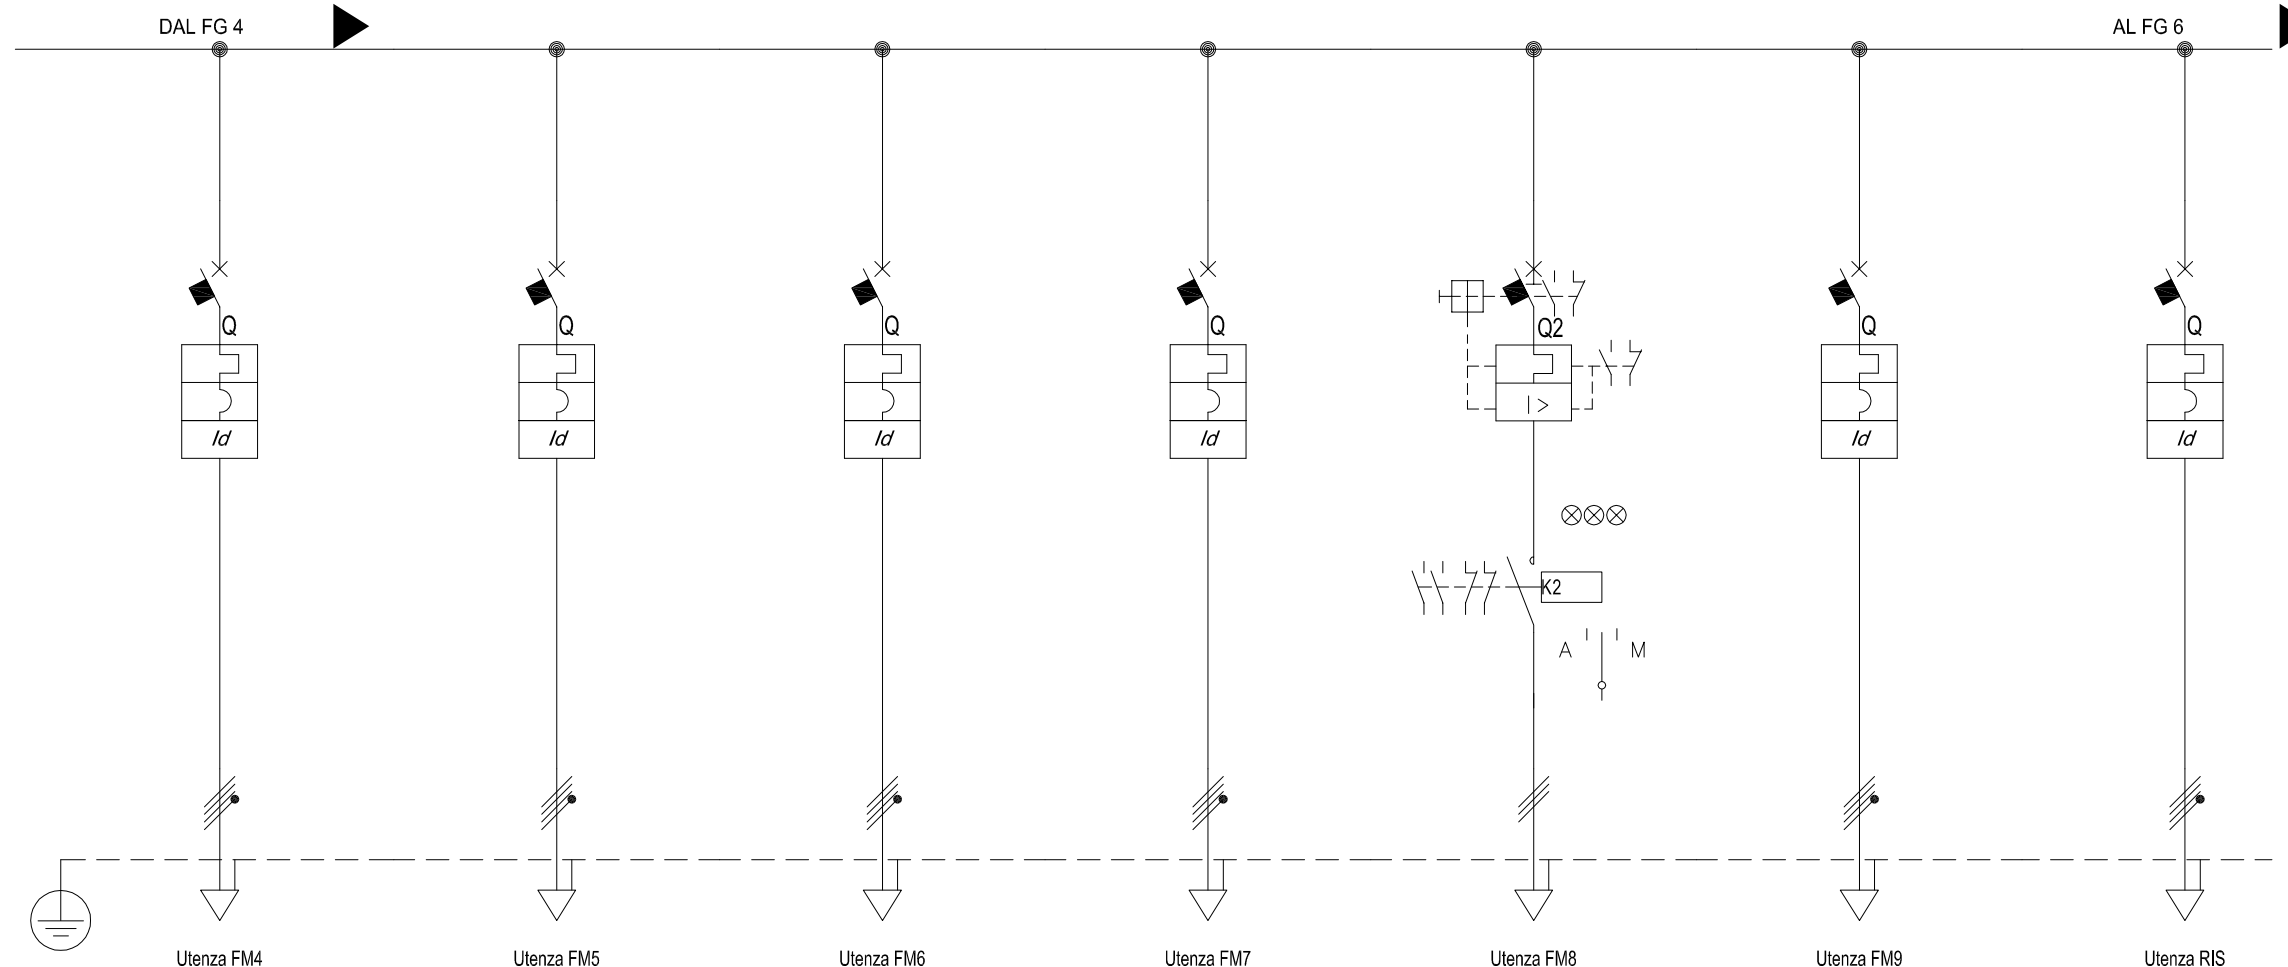 DAL FG 4
AL FG 6
Q
Q
Q
Q
Q2
Q
Q
I>
Id
Id
Id
Id
Id
Id
K2
A M
Utenza FM4
Utenza FM5
Utenza FM6
Utenza FM7
Utenza FM8
Utenza FM9
Utenza RIS